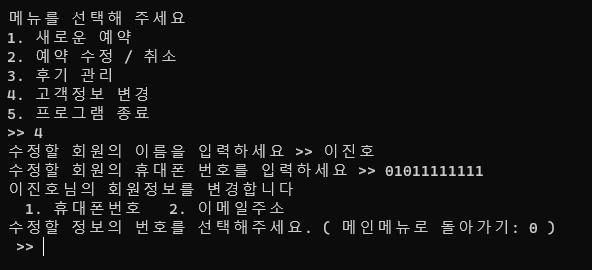 메뉴를 선택해 주세요
1. 새로운 예약
2. 예약 수정 / 취소
3. 후기 관리
4. 고객정보 변경
5. 프로그램 종료
>> 4
수정할 회원의 이름을 입력하세요 >> 이진호
수정할 회원의 휴대폰 번호를 입력하세요 >> 01011111111
이진호님의 회원정보를 변경합니다
1. 휴대폰번호 2. 이메일주소
수정할 정보의 번호를 선택해주세요. ( 메인메뉴로 돌아가기: 0 )
>>